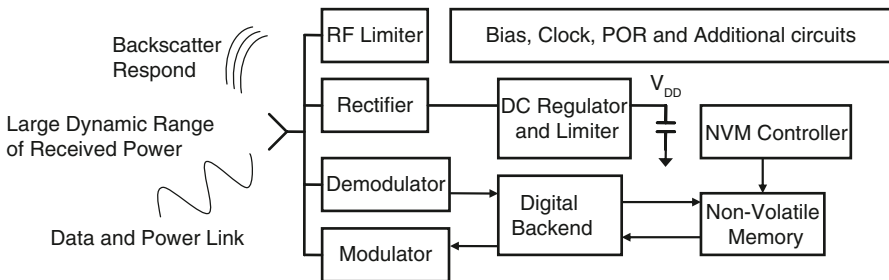 Backscatter
Respond
Large Dynamic Range
of Received Power
Data and Power Link
RF Limiter
Bias, Clock, POR and Additional circuits
Rectifier
DC Regulator
and Limiter
VDD
NVM Controller
Demodulator
Digital
Backend
Non-Volatile
Memory
Modulator